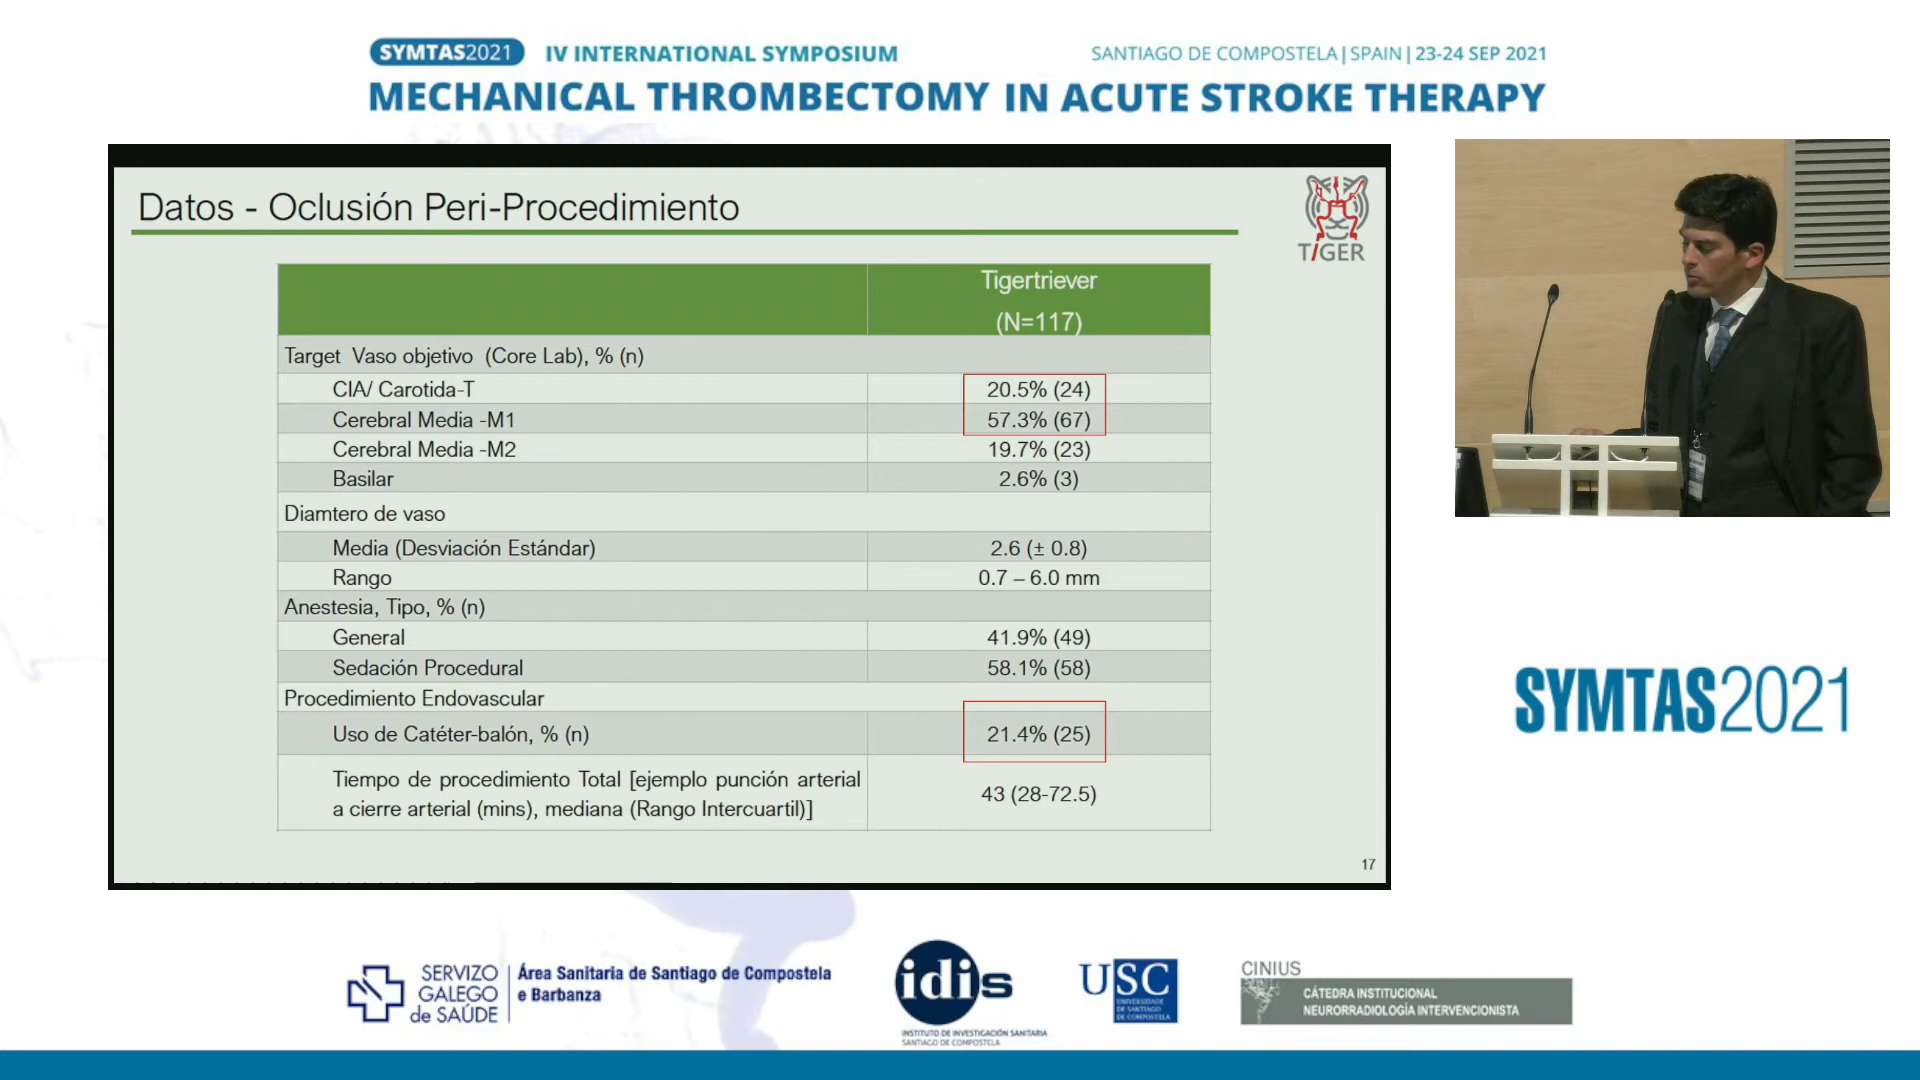 SYMTAS2021 IV INTERNATIONAL SYMPOSIUM SANTIAGO DE COMPOSTELA | SPAIN | 23-24 SEP 2021
MECHANICAL THROMBECTOMY IN ACUTE STROKE THERAPY
Datos - Oclusión Peri-Procedimiento
TiGER
Tigertriever
(N=117)
Target Vaso objetivo (Core Lab), % (n)
CIA/ Carotida-T 20.5% (24)
Cerebral Media -M1 57.3% (67)
Cerebral Media -M2 19.7% (23)
Basilar 2.6% (3)
Diamtero de vaso
Media (Desviación Estándar) 2.6 (± 0.8)
Rango 0.7 – 6.0 mm
Anestesia, Tipo, % (n)
General 41.9% (49)
Sedación Procedural 58.1% (58)
Procedimiento Endovascular
Uso de Catéter-balón, % (n) 21.4% (25)
Tiempo de procedimiento Total [ejemplo punción arterial
a cierre arterial (mins), mediana (Rango Intercuartil)] 43 (28-72.5)
17
SYMTAS2021
SERVIZO
GALEGO
de SAÚDE
Área Sanitaria de Santiago de Compostela
e Barbanza
idis
INSTITUTO DE INVESTIGACIÓN SANITARIA
SANTIAGO DE COMPOSTELA
USC
UNIVERSIDADE
DE SANTIAGO
DE COMPOSTELA
CINIUS
CÁTEDRA INSTITUCIONAL
NEURORRADIOLOGÍA INTERVENCIONISTA